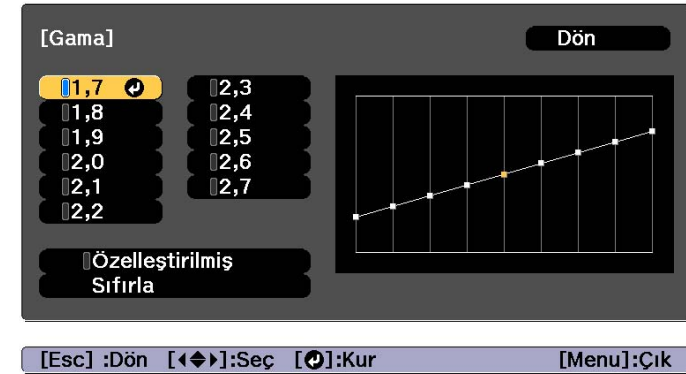 [Gama]
Dön
1,7
1,8
1,9
2,0
2,1
2,2
2,3
2,4
2,5
2,6
2,7
Özelleştirilmiş
Sıfırla
[Esc] :Dön [◀◆▶]:Seç [↵]:Kur [Menu]:Çık